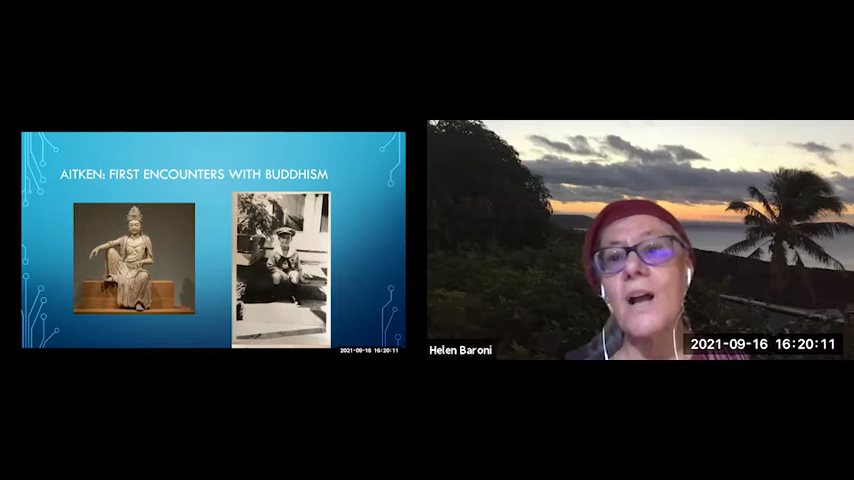 AITKEN: FIRST ENCOUNTERS WITH BUDDHISM
2021-09-16 16:20:11
Helen Baroni
2021-09-16 16:20:11